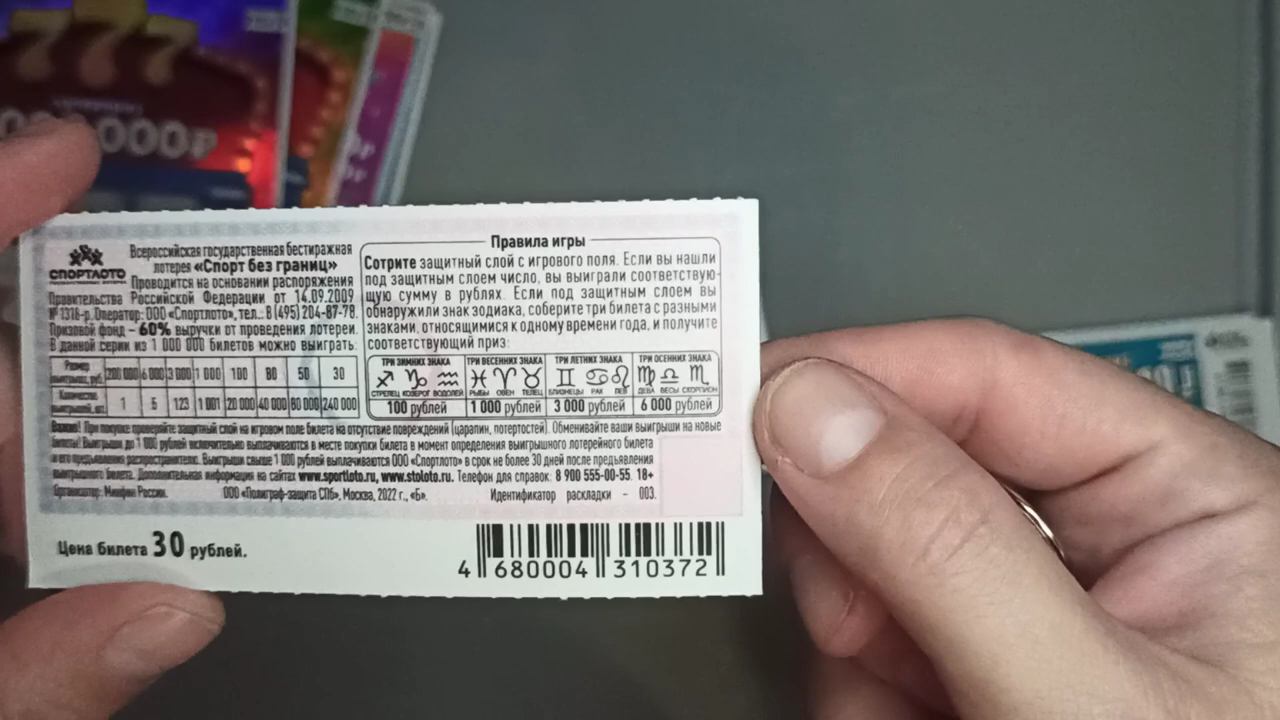 777
000₽
СПОРТЛОТО
Всероссийская государственная бестиражная
лотерея «Спорт без границ»
Проводится на основании распоряжения
Правительства Российской Федерации от 14.09.2009
№ 1318-р. Оператор: ООО «Спортлото», тел.: 8 (495) 204-87-78.
Призовой фонд – 60% выручки от проведения лотереи.
В данной серии из 1 000 000 билетов можно выиграть:
Размер выигрыша, руб. 200 000 6 000 3 000 1 000 100 80 50 30
Количество выигрышей, шт. 1 5 123 1 001 20 000 40 000 60 000 240 000
Правила игры
Сотрите защитный слой с игрового поля. Если вы нашли
под защитным слоем число, вы выиграли соответствую-
щую сумму в рублях. Если под защитным слоем вы
обнаружили знак зодиака, соберите три билета с разными
знаками, относящимися к одному времени года, и получите
соответствующий приз:
ТРИ ЗИМНИХ ЗНАКА ТРИ ВЕСЕННИХ ЗНАКА ТРИ ЛЕТНИХ ЗНАКА ТРИ ОСЕННИХ ЗНАКА
СТРЕЛЕЦ КОЗЕРОГ ВОДОЛЕЙ РЫБЫ ОВЕН ТЕЛЕЦ БЛИЗНЕЦЫ РАК ЛЕВ ДЕВА ВЕСЫ СКОРПИОН
100 рублей 1 000 рублей 3 000 рублей 6 000 рублей
Важно! При покупке проверяйте защитный слой на игровом поле билета на отсутствие повреждений (царапин, потертостей). Обменивайте ваши выигрыши на новые
билеты! Выигрыши до 1 000 рублей включительно выплачиваются в месте покупки билета в момент определения выигрышного лотерейного билета
и его предъявления распространителю. Выигрыши свыше 1 000 рублей выплачиваются ООО «Спортлото» в срок не более 30 дней после предъявления
выигрышного билета. Дополнительная информация на сайтах www.sportloto.ru, www.stoloto.ru. Телефон для справок: 8 900 555-00-55. 18+
Организатор: Минфин России. ООО «Полиграф-защита СПб», Москва, 2022 г., «Б». Идентификатор раскладки – 003.
Цена билета 30 рублей.
4 680004 310372